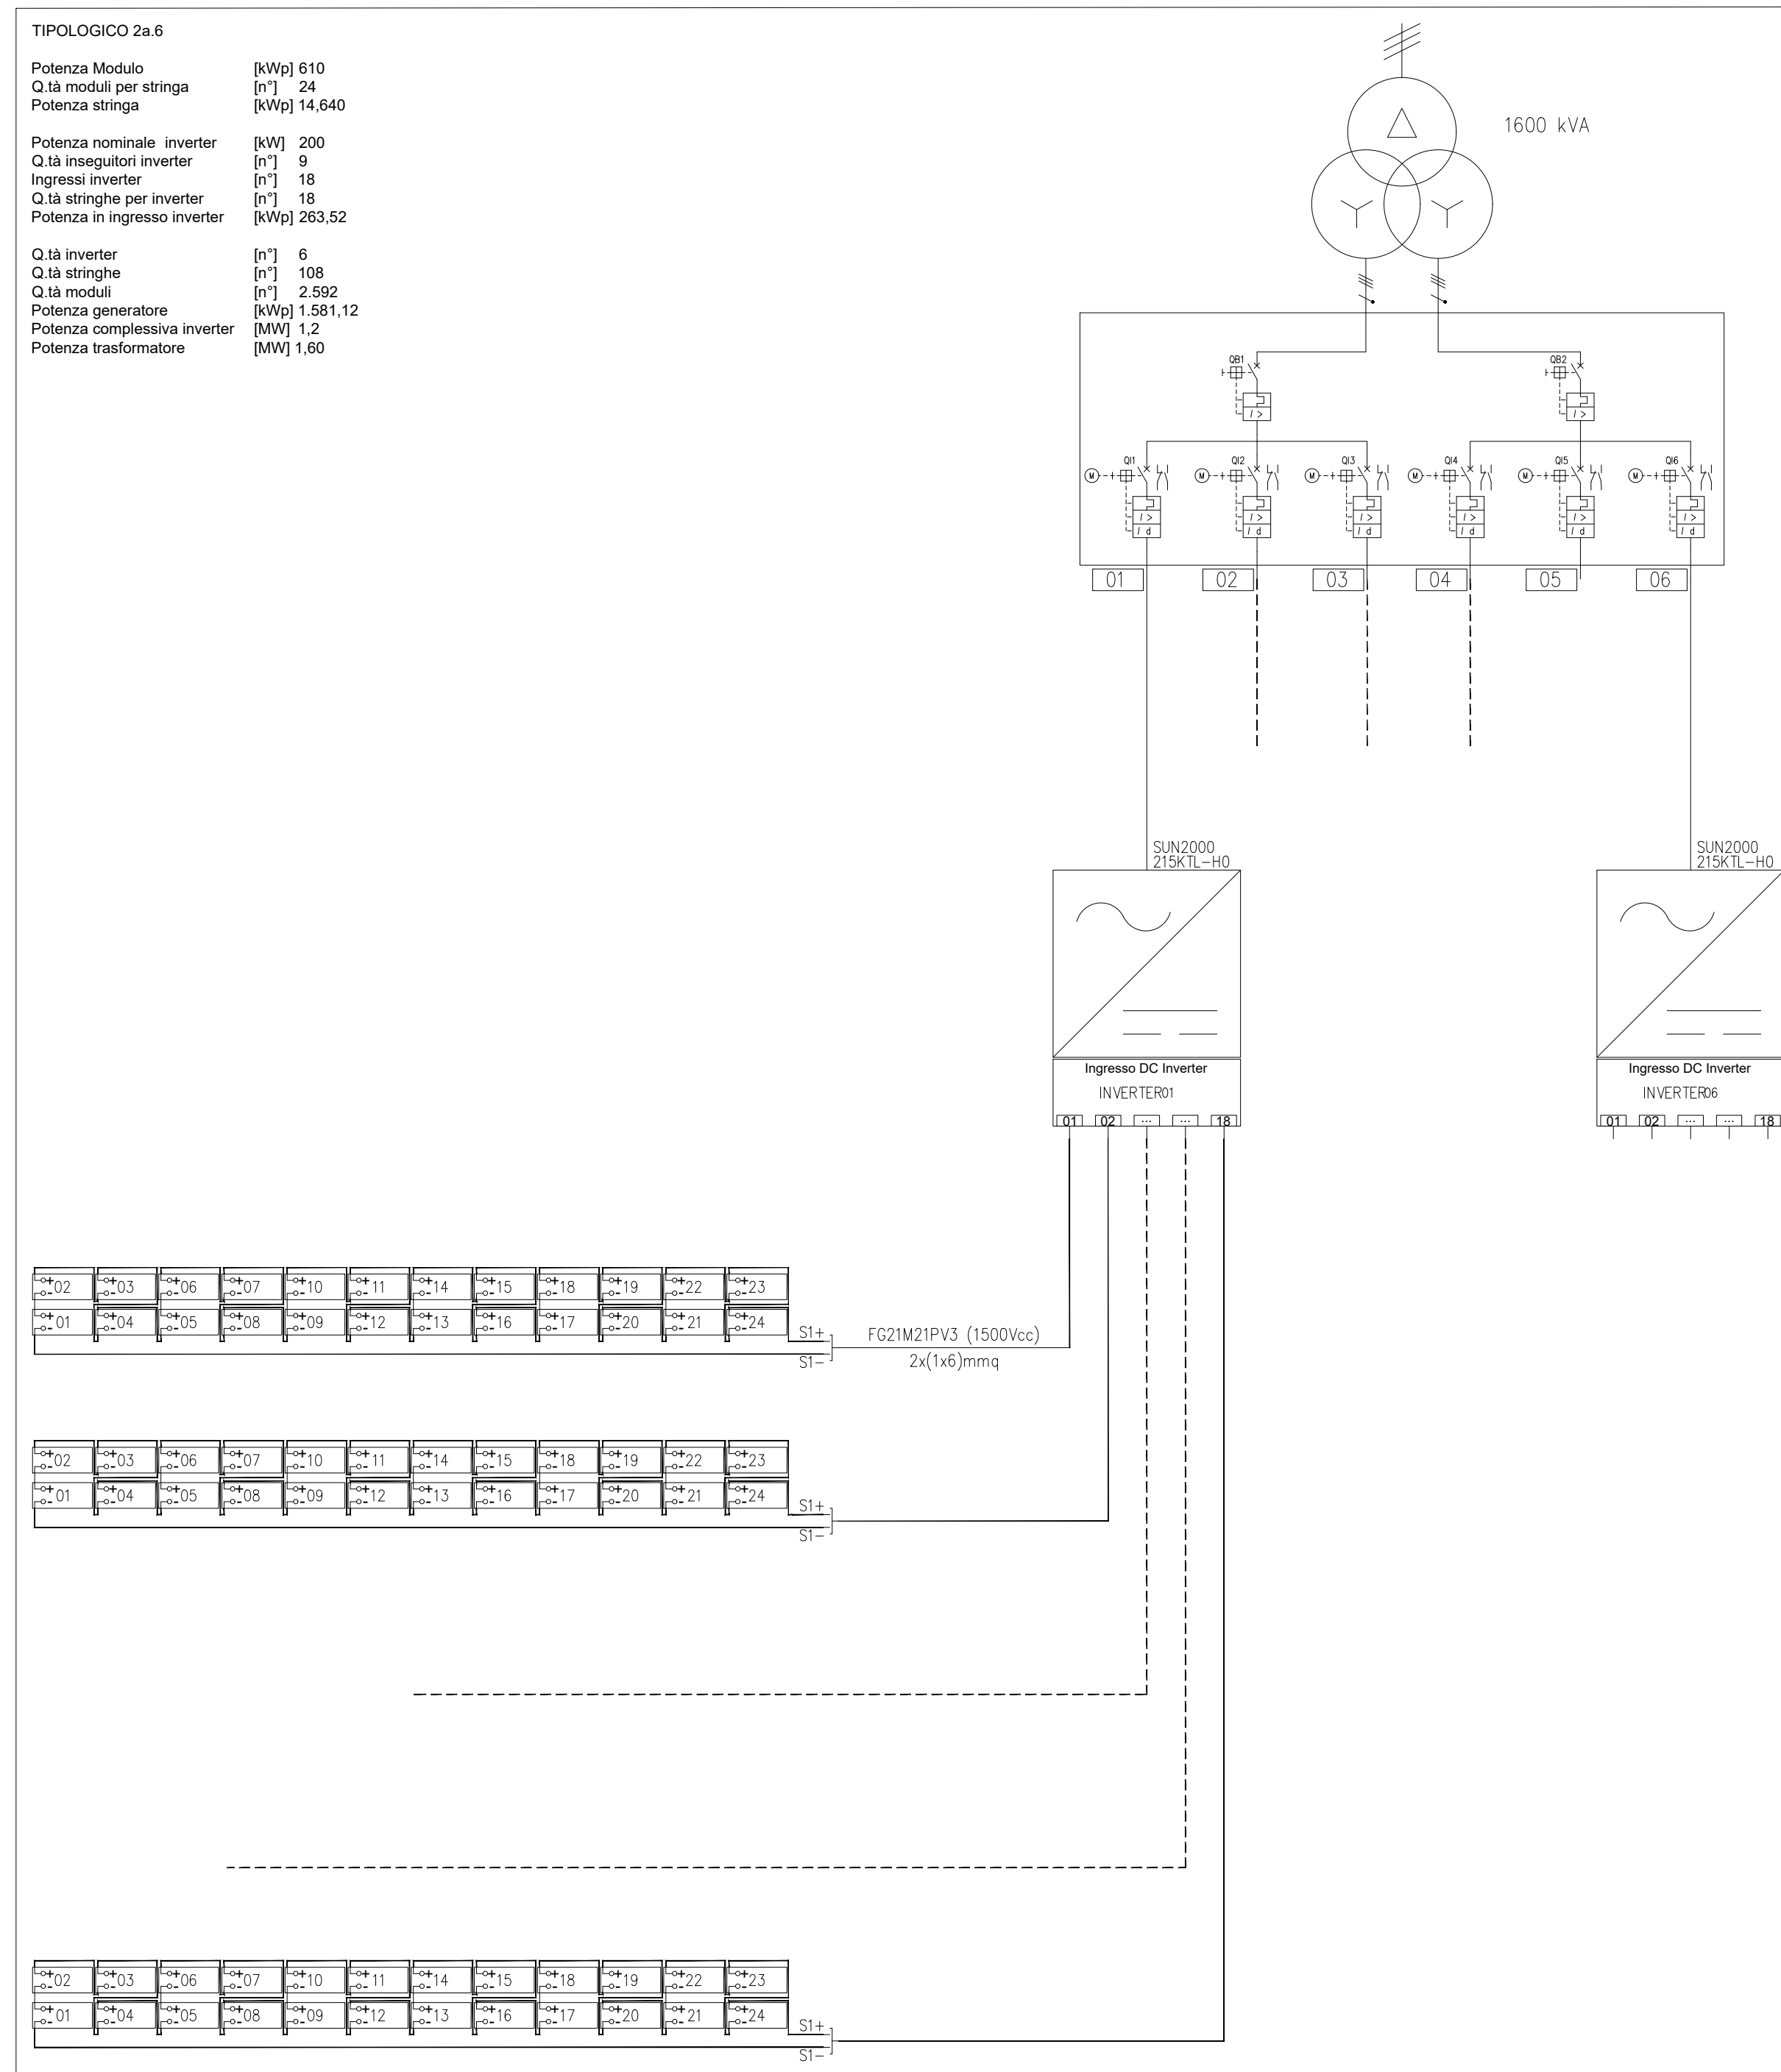 TIPOLOGICO 2a.6
Potenza Modulo [kWp] 610
Q.tà moduli per stringa [n°] 24
Potenza stringa [kWp] 14,640
Potenza nominale inverter [kW] 200
Q.tà inseguitori inverter [n°] 9
Ingressi inverter [n°] 18
Q.tà stringhe per inverter [n°] 18
Potenza in ingresso inverter [kWp] 263,52
Q.tà inverter [n°] 6
Q.tà stringhe [n°] 108
Q.tà moduli [n°] 2.592
Potenza generatore [kWp] 1.581,12
Potenza complessiva inverter [MW] 1,2
Potenza trasformatore [MW] 1,60
1600 kVA
QB1 QB2
I > I >
QI1 QI2 QI3 QI4 QI5 QI6
M M M M M M
I > I > I > I > I > I >
I d I d I d I d I d I d
01 02 03 04 05 06
SUN2000 SUN2000
215KTL-H0 215KTL-H0
Ingresso DC Inverter Ingresso DC Inverter
INVERTER01 INVERTER06
01 02 ... ... 18 01 02 ... ... 18
+ - 02 + - 03 + - 06 + - 07 + - 10 + - 11 + - 14 + - 15 + - 18 + - 19 + - 22 + - 23
+ - 01 + - 04 + - 05 + - 08 + - 09 + - 12 + - 13 + - 16 + - 17 + - 20 + - 21 + - 24
S1+
FG21M21PV3 (1500Vcc)
S1-
2x(1x6)mmq
+ - 02 + - 03 + - 06 + - 07 + - 10 + - 11 + - 14 + - 15 + - 18 + - 19 + - 22 + - 23
+ - 01 + - 04 + - 05 + - 08 + - 09 + - 12 + - 13 + - 16 + - 17 + - 20 + - 21 + - 24
S1+
S1-
+ - 02 + - 03 + - 06 + - 07 + - 10 + - 11 + - 14 + - 15 + - 18 + - 19 + - 22 + - 23
+ - 01 + - 04 + - 05 + - 08 + - 09 + - 12 + - 13 + - 16 + - 17 + - 20 + - 21 + - 24
S1+
S1-